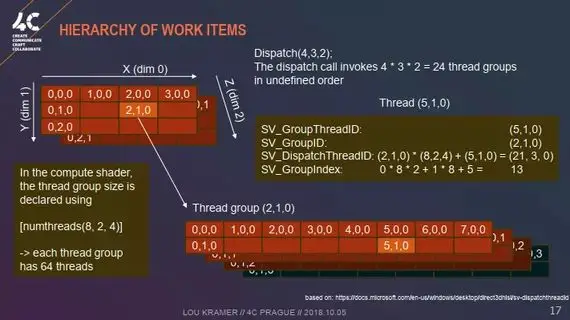 4C
CREATE
COMMUNICATE
CRAFT
COLLABORATE
HIERARCHY OF WORK ITEMS
Dispatch(4,3,2);
The dispatch call invokes 4 * 3 * 2 = 24 thread groups
in undefined order
X (dim 0)
Y (dim 1)
Z (dim 2)
0,0,0 1,0,0 2,0,0 3,0,0
0,1,0 2,1,0
0,2,0
0,1
0,2,1
Thread (5,1,0)
SV_GroupThreadID: (5,1,0)
SV_GroupID: (2,1,0)
SV_DispatchThreadID: (2,1,0) * (8,2,4) + (5,1,0) = (21, 3, 0)
SV_GroupIndex: 0 * 8 * 2 + 1 * 8 + 5 = 13
In the compute shader,
the thread group size is
declared using
[numthreads(8, 2, 4)]
-> each thread group
has 64 threads
Thread group (2,1,0)
0,0,0 1,0,0 2,0,0 3,0,0 4,0,0 5,0,0 6,0,0 7,0,0
0,1,0 5,1,0
0,1
0,2
0,3
0,1,2
0,1,3
based on: https://docs.microsoft.com/en-us/windows/desktop/direct3dhlsl/sv-dispatchthreadid
LOU KRAMER // 4C PRAGUE // 2018.10.05
17